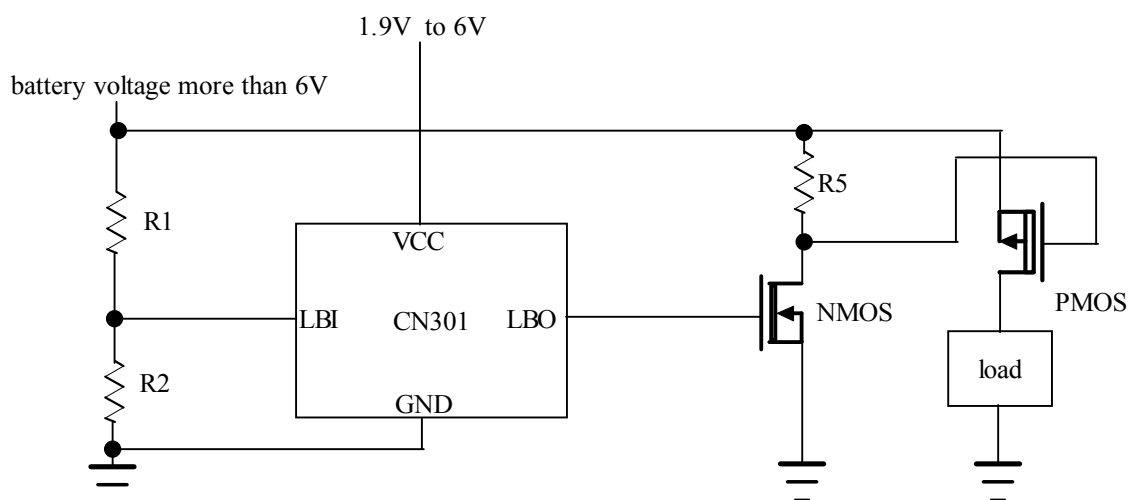 1.9V to 6V
battery voltage more than 6V
R5
R1
VCC
LBI
CN301
LBO
NMOS
PMOS
R2
load
GND